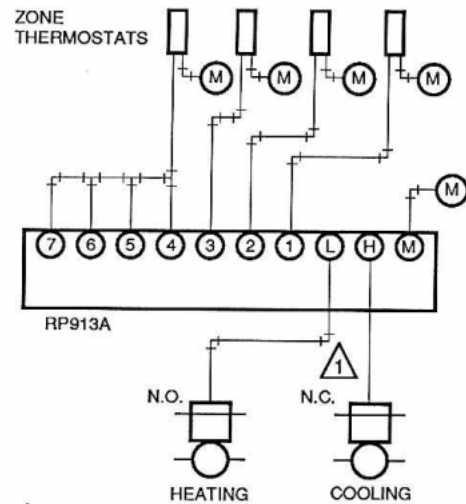 ZONE
THERMOSTATS
M M M M
M
7 6 5 4 3 2 1 L H M
RP913A
1
N.O. N.C.
HEATING COOLING